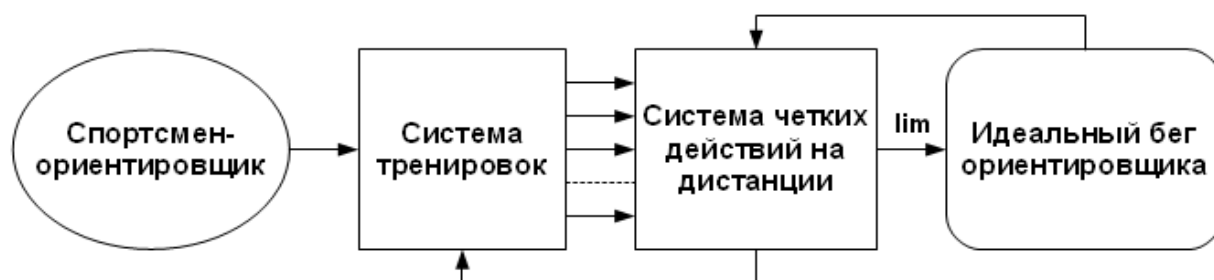 Спортсмен-
ориентировщик
Система
тренировок
Система четких
действий на
дистанции
lim
Идеальный бег
ориентировщика